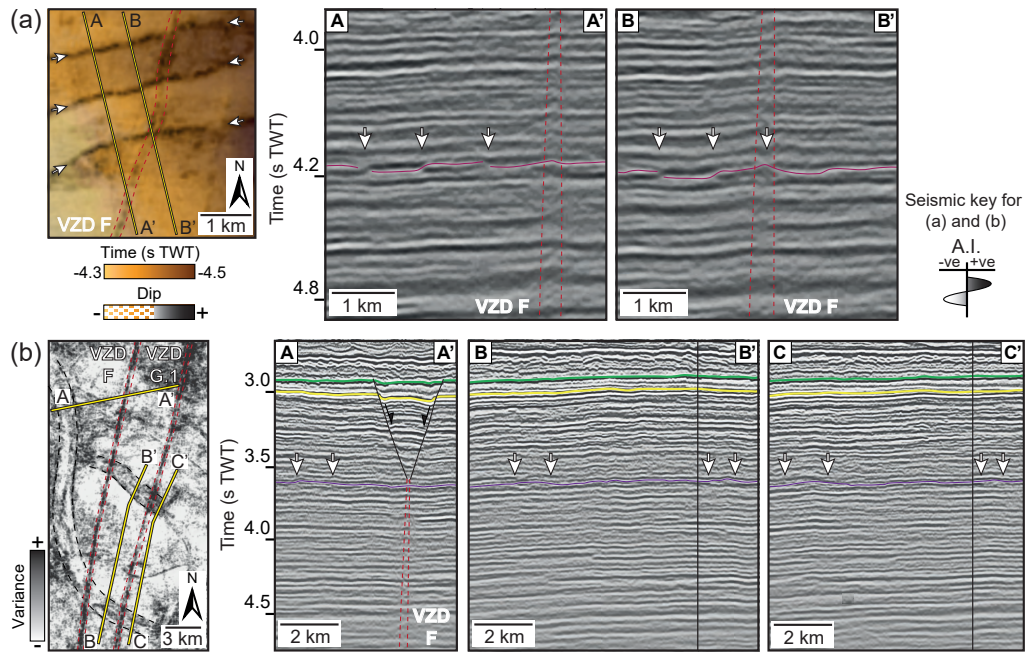 (a)
A
B
N
VZD F
A'
B'
1 km
Time (s TWT)
-4.3
-4.5
Dip
-
+
A
A'
4.0
4.2
4.8
Time (s TWT)
1 km
VZD F
B
B'
1 km
VZD F
Seismic key for
(a) and (b)
A.I.
-ve
+ve
(b)
VZD
F
VZD
G 1
A
A'
B'
C'
B
C
N
3 km
+
Variance
-
A
A'
3.0
3.5
4.0
4.5
Time (s TWT)
2 km
VZD
F
B
B'
2 km
C
C'
2 km